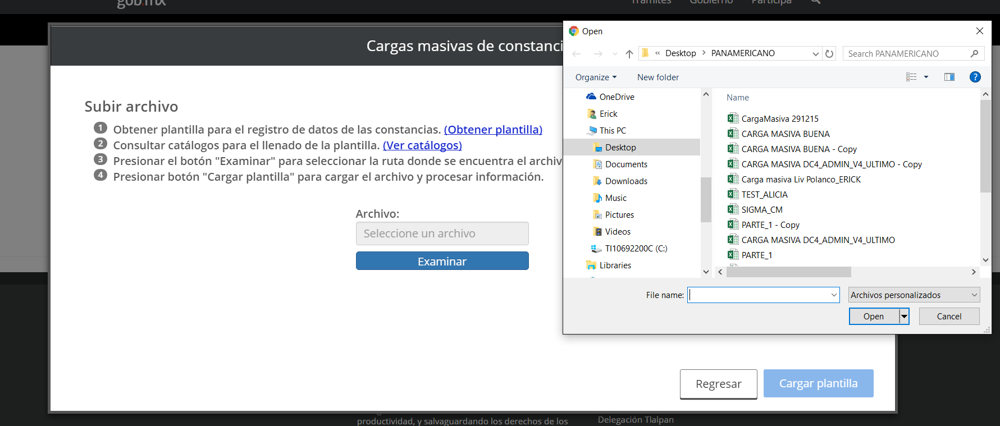 gob.mx
Trámites Gobierno Participa
Cargas masivas de constanci
Subir archivo
1 Obtener plantilla para el registro de datos de las constancias. (Obtener plantilla)
2 Consultar catálogos para el llenado de la plantilla. (Ver catálogos)
3 Presionar el botón "Examinar" para seleccionar la ruta donde se encuentra el archiv
4 Presionar botón "Cargar plantilla" para cargar el archivo y procesar información.
Archivo:
Seleccione un archivo
Examinar
Regresar
Cargar plantilla
productividad, y salvaguardando los derechos de los
Delegación Tlalpan
Open
« Desktop > PANAMERICANO
Search PANAMERICANO
Organize
New folder
?
OneDrive
Erick
This PC
Desktop
Documents
Downloads
Music
Pictures
Videos
TI10692200C (C:)
Libraries
Name
CargaMasiva 291215
CARGA MASIVA BUENA
CARGA MASIVA BUENA - Copy
CARGA MASIVA DC4_ADMIN_V4_ULTIMO - Copy
Carga masiva Liv Polanco_ERICK
TEST_ALICIA
SIGMA_CM
PARTE_1 - Copy
CARGA MASIVA DC4_ADMIN_V4_ULTIMO
PARTE_1
File name:
Archivos personalizados
Open
Cancel